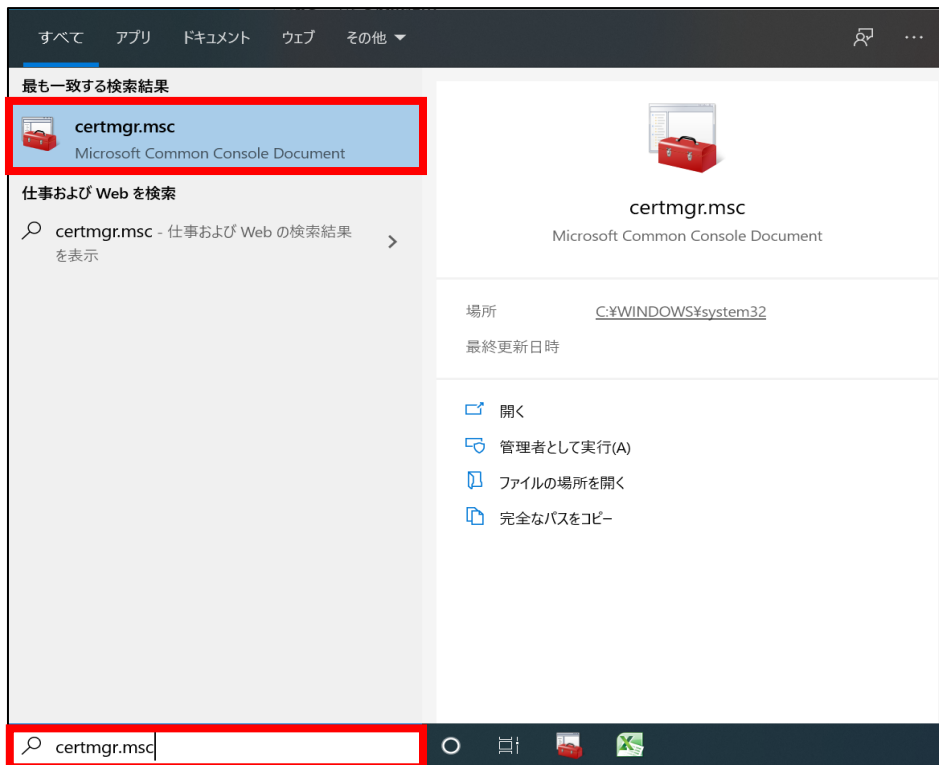 すべて アプリ ドキュメント ウェブ その他
最も一致する検索結果
certmgr.msc
Microsoft Common Console Document
仕事および Web を検索
certmgr.msc - 仕事および Web の検索結果
を表示
certmgr.msc
Microsoft Common Console Document
場所 C:¥WINDOWS¥system32
最終更新日時
開く
管理者として実行(A)
ファイルの場所を開く
完全なパスをコピー
certmgr.msc